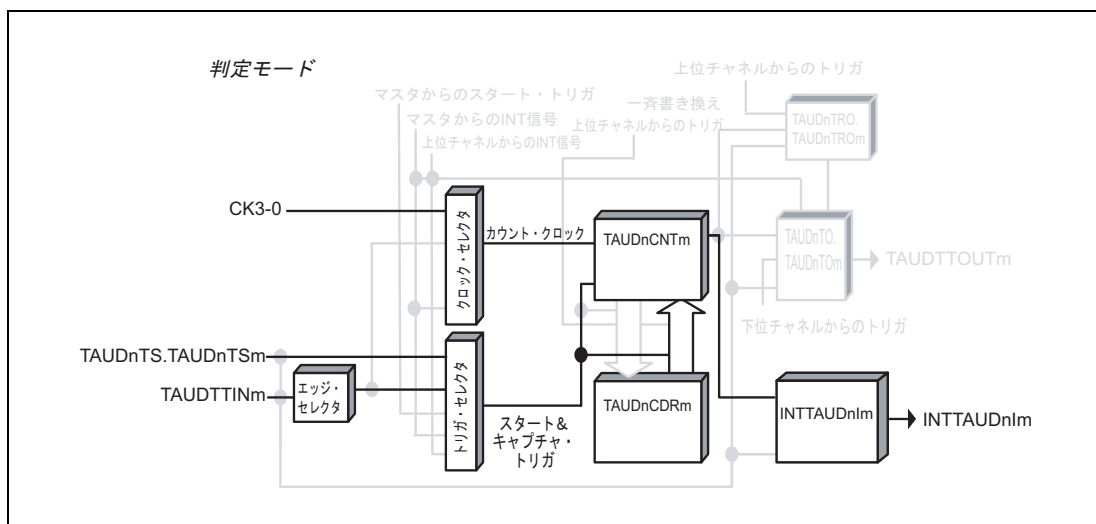 判定モード
上位チャネルからのトリガ
マスタからのスタート・トリガ
一斉書き換え
マスタからのINT信号
上位チャネルからのトリガ
上位チャネルからのINT信号
TAUDnTRO.
TAUDnTROm
CK3-0
クロック・セレクタ
カウント・クロック
TAUDnCNTm
TAUDnTO.
TAUDnTOm
TAUDTTOUTm
下位チャネルからのトリガ
TAUDnTS.TAUDnTSm
TAUDTTINm
エッジ・
セレクタ
トリガ・セレクタ
スタート&
キャプチャ・
トリガ
TAUDnCDRm
INTTAUDnIm
INTTAUDnIm